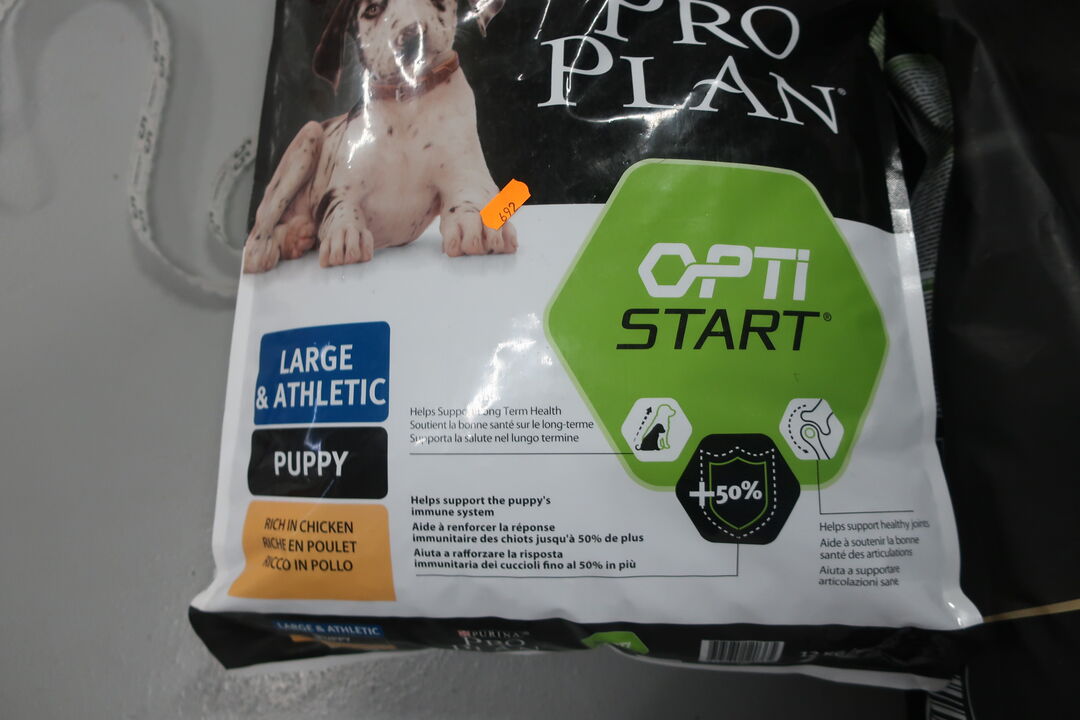 PRO
PLAN®
692
OPTI
START®
LARGE
& ATHLETIC
PUPPY
RICH IN CHICKEN
RICHE EN POULET
RICCO IN POLLO
Helps Support Long Term Health
Soutient la bonne santé sur le long-terme
Supporta la salute nel lungo termine
Helps support the puppy's
immune system
Aide à renforcer la réponse
immunitaire des chiots jusqu'à 50% de plus
Aiuta a rafforzare la risposta
immunitaria dei cuccioli fino al 50% in più
+50%
Helps support healthy joints
Aide à soutenir la bonne
santé des articulations
Aiuta a supportare
articolazioni sane
LARGE & ATHLETIC
PUPPY
PURINA®
PRO